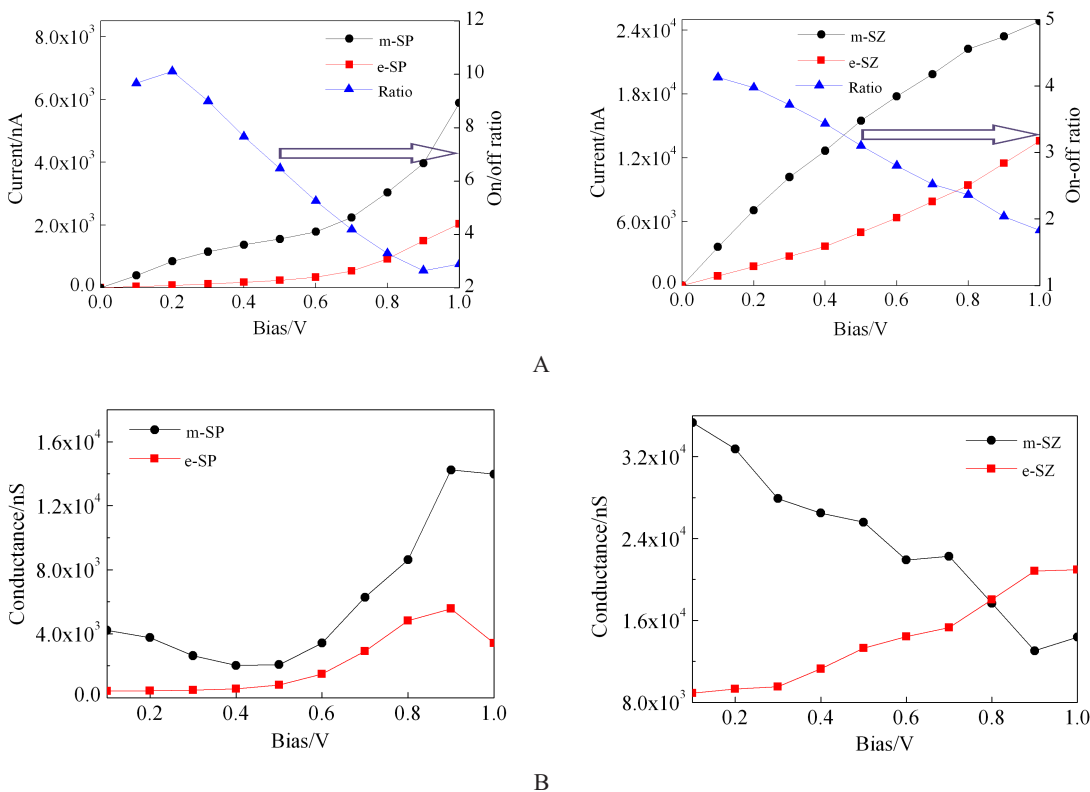 8.0x10³
6.0x10³
4.0x10³
2.0x10³
0.0
Current/nA
m-SP
e-SP
Ratio
12
10
8
6
4
2
On/off ratio
0.0 0.2 0.4 0.6 0.8 1.0
Bias/V
2.4x10⁴
1.8x10⁴
1.2x10⁴
6.0x10³
0.0
Current/nA
m-SZ
e-SZ
Ratio
5
4
3
2
1
On-off ratio
0.0 0.2 0.4 0.6 0.8 1.0
Bias/V
A
1.6x10⁴
1.2x10⁴
8.0x10³
4.0x10³
0.0
Conductance/nS
m-SP
e-SP
0.2 0.4 0.6 0.8 1.0
Bias/V
3.2x10⁴
2.4x10⁴
1.6x10⁴
8.0x10³
Conductance/nS
m-SZ
e-SZ
0.2 0.4 0.6 0.8 1.0
Bias/V
B